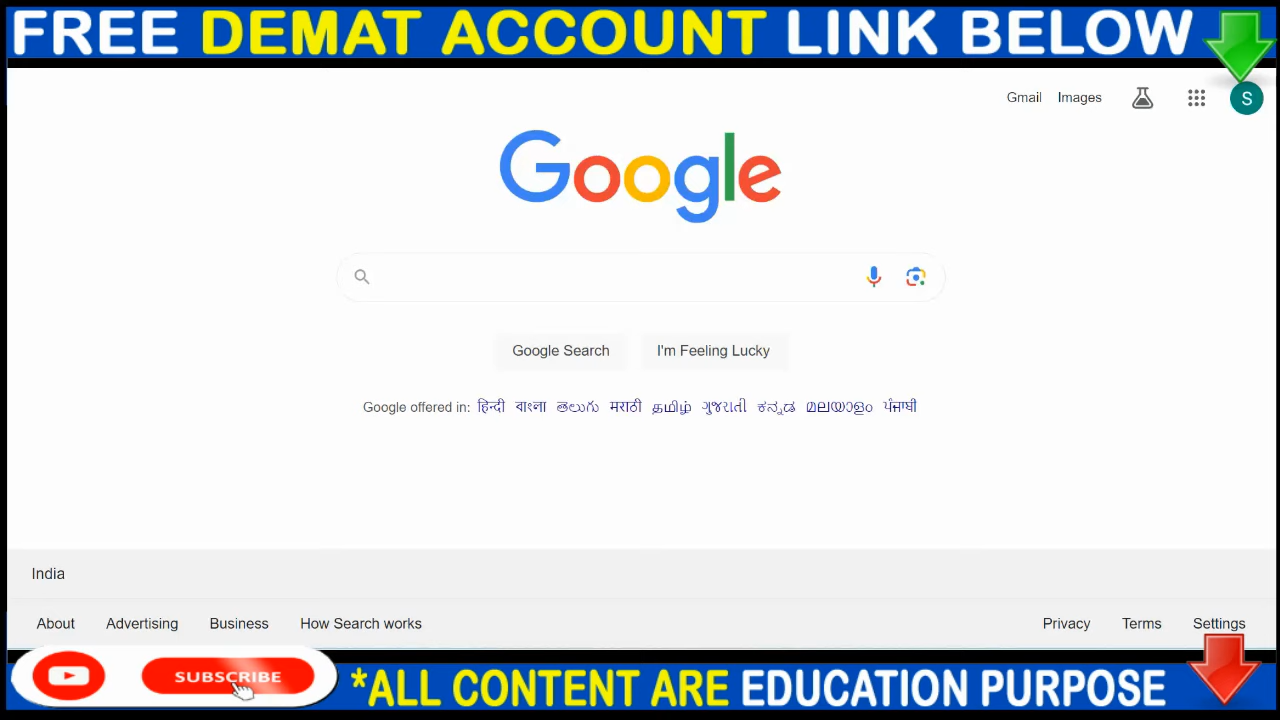 FREE DEMAT ACCOUNT LINK BELOW
Gmail Images S
Google
Google Search I'm Feeling Lucky
Google offered in: हिन्दी বাংলা తెలుగు मराठी தமிழ் ગુજરાતી ಕನ್ನಡ മലയാളം ਪੰਜਾਬੀ
India
About Advertising Business How Search works Privacy Terms Settings
SUBSCRIBE
*ALL CONTENT ARE EDUCATION PURPOSE